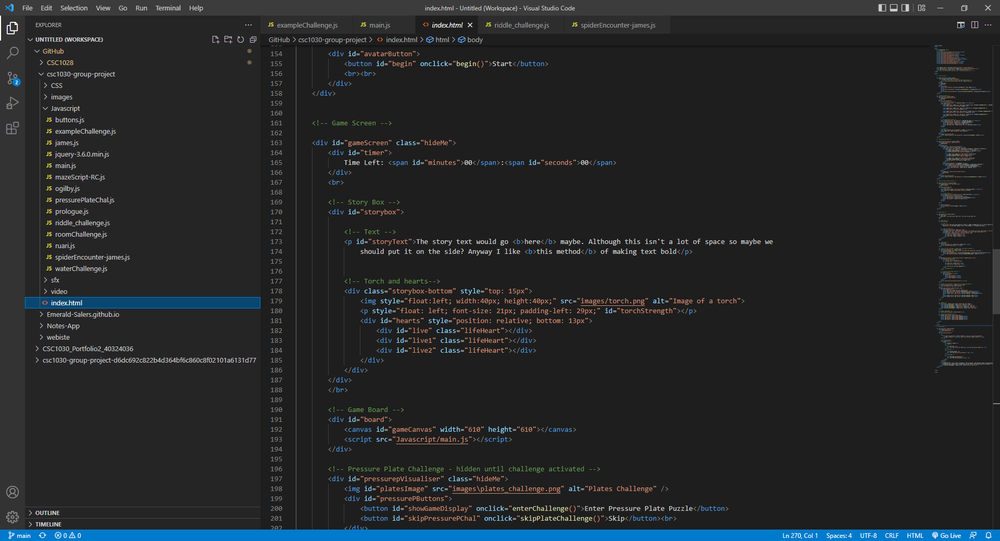 File Edit Selection View Go Run Terminal Help
index.html - Untitled (Workspace) - Visual Studio Code
EXPLORER
UNTITLED (WORKSPACE)
GitHub
CSC1028
csc1030-group-project
CSS
images
Javascript
JS buttons.js
JS exampleChallenge.js
JS james.js
JS jquery-3.6.0.min.js
JS main.js
JS mazeScript-RC.js
JS ogilby.js
JS pressurePlateChal.js
JS prologue.js
JS riddle_challenge.js
JS roomChallenge.js
JS ruari.js
JS spiderEncounter-james.js
JS waterChallenge.js
sfx
video
<> index.html
Emerald-Salers.github.io
Notes-App
webiste
CSC1030_Portfolio2_40324036
csc1030-group-project-d6dc692c822b4d364bf6c860c8f02101a6131d77
OUTLINE
TIMELINE
2
JS exampleChallenge.js JS main.js <> index.html JS riddle_challenge.js JS spiderEncounter-james.js
GitHub > csc1030-group-project > <> index.html > html > body
154 <div id="avatarButton">
155 <button id="begin" onclick="begin()">Start</button>
156 <br><br>
157 </div>
158 </div>
159
160
161 <!-- Game Screen -->
162
163 <div id="gameScreen" class="hideMe">
164 <div id="timer">
165 Time Left: <span id="minutes">00</span>:<span id="seconds">00</span>
166 </div>
167 <br>
168
169 <!-- Story Box -->
170 <div id="storybox">
171
172 <!-- Text -->
173 <p id="storyText">The story text would go <b>here</b> maybe. Although this isn't a lot of space so maybe we
174 should put it on the side? Anyway I like <b>this method</b> of making text bold</p>
175
176
177 <!-- Torch and hearts-->
178 <div class="storybox-bottom" style="top: 15px">
179 <img style="float:left; width:40px; height:40px;" src="images/torch.png" alt="Image of a torch">
180 <p style="float: left; font-size: 21px; padding-left: 29px;" id="torchStrength"></p>
181 <div id="hearts" style="position: relative; bottom: 13px">
182 <div id="live" class="lifeHeart"></div>
183 <div id="live1" class="lifeHeart"></div>
184 <div id="live2" class="lifeHeart"></div>
185 </div>
186 </div>
187 </div>
188 </br>
189
190 <!-- Game Board -->
191 <div id="board">
192 <canvas id="gameCanvas" width="610" height="610"></canvas>
193 <script src="Javascript/main.js"></script>
194 </div>
195
196 <!-- Pressure Plate Challenge - hidden until challenge activated -->
197 <div id="pressurepVisualiser" class="hideMe">
198 <img id="platesImage" src="images\plates_challenge.png" alt="Plates Challenge" />
199 <div id="pressurePButtons">
200 <button id="showGameDisplay" onclick="enterChallenge()">Enter Pressure Plate Puzzle</button>
201 <button id="skipPressurePChal" onclick="skipPlateChallenge()">Skip</button><br>
202 </div>
main 0 0
Ln 270, Col 1 Spaces: 4 UTF-8 CRLF HTML Go Live